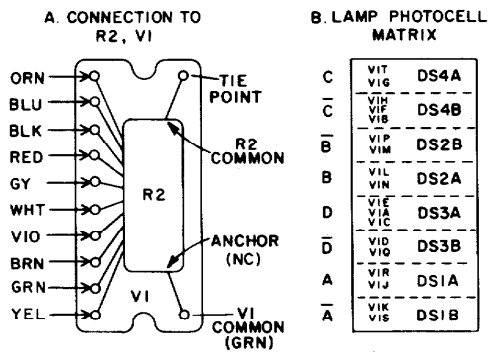 A. CONNECTION TO
R2, V1
ORN
BLU
BLK
RED
GY
WHT
VIO
BRN
GRN
YEL
TIE
POINT
R2
COMMON
R2
ANCHOR
(NC)
V1
V1
COMMON
(GRN)
B. LAMP PHOTOCELL
MATRIX
C V1T V1G DS4A
C̅ V1H V1F V1B DS4B
B̅ V1P V1M DS2B
B V1L V1N DS2A
D V1E V1A V1C DS3A
D̅ V1D V1Q DS3B
A V1R V1J DS1A
A̅ V1K V1S DS1B